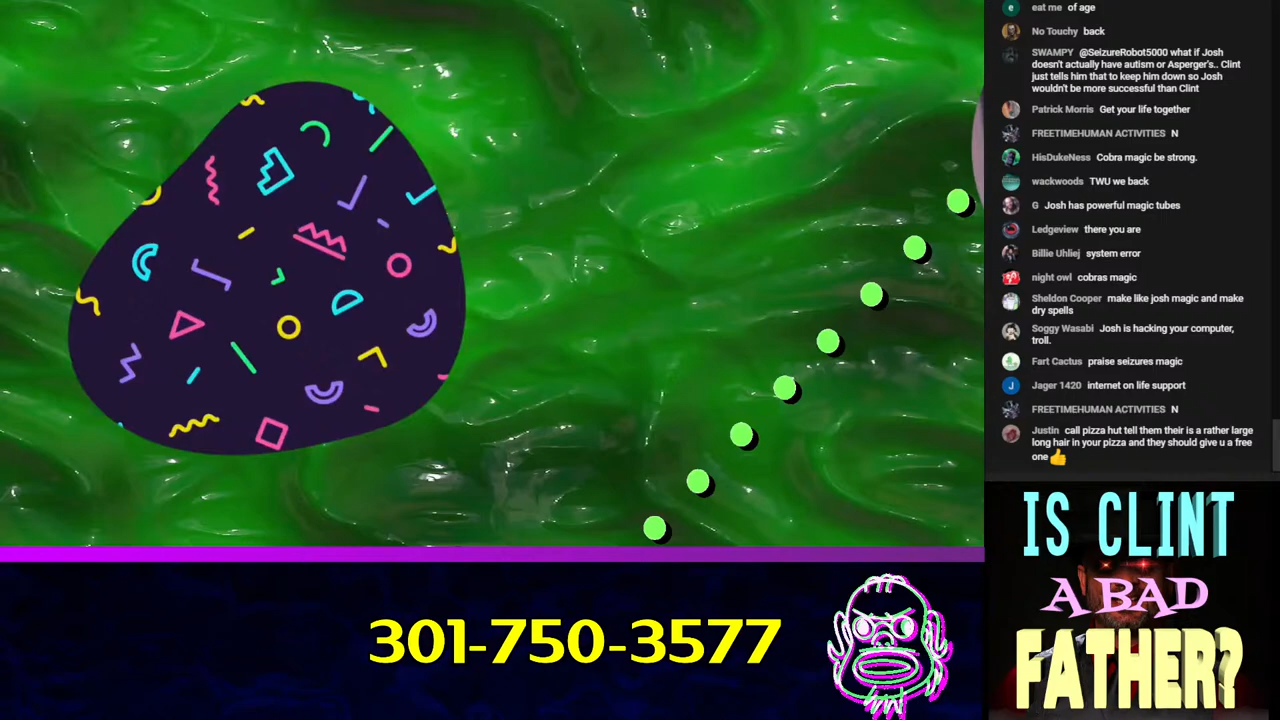 eat me of age
No Touchy back
SWAMPY @SeizureRobot5000 what if Josh
doesn't actually have autism or Asperger's.. Clint
just tells him that to keep him down so Josh
wouldn't be more successful than Clint
Patrick Morris Get your life together
FREETIMEHUMAN ACTIVITIES N
HisDukeNess Cobra magic be strong.
wackwoods TWU we back
G Josh has powerful magic tubes
Ledgeview there you are
Billie Uhliej system error
night owl cobras magic
Sheldon Cooper make like josh magic and make
dry spells
Soggy Wasabi Josh is hacking your computer,
troll.
Fart Cactus praise seizures magic
J Jager 1420 internet on life support
FREETIMEHUMAN ACTIVITIES N
Justin call pizza hut tell them their is a rather large
long hair in your pizza and they should give u a free
one👍
IS CLINT
A BAD
FATHER?
301-750-3577